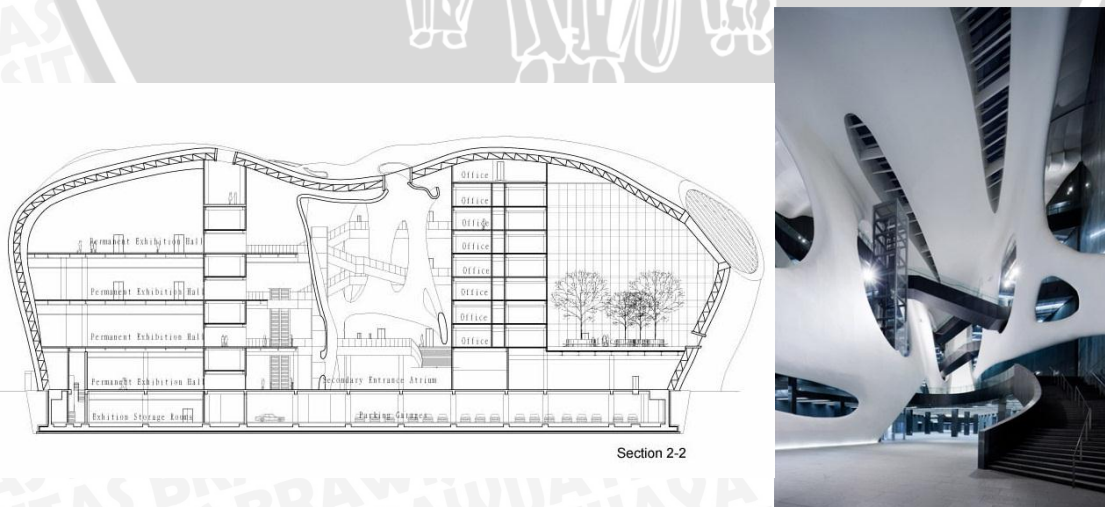 Office
Office
Office
Permanent Exhibition Hall
Office
Office
Permanent Exhibition Hall
Office
Permanent Exhibition Hall
Office
Office
Permanent Exhibition Hall
Secondary Entrance Atrium
Exhition Storage Rooms
Parking Garages
Section 2-2